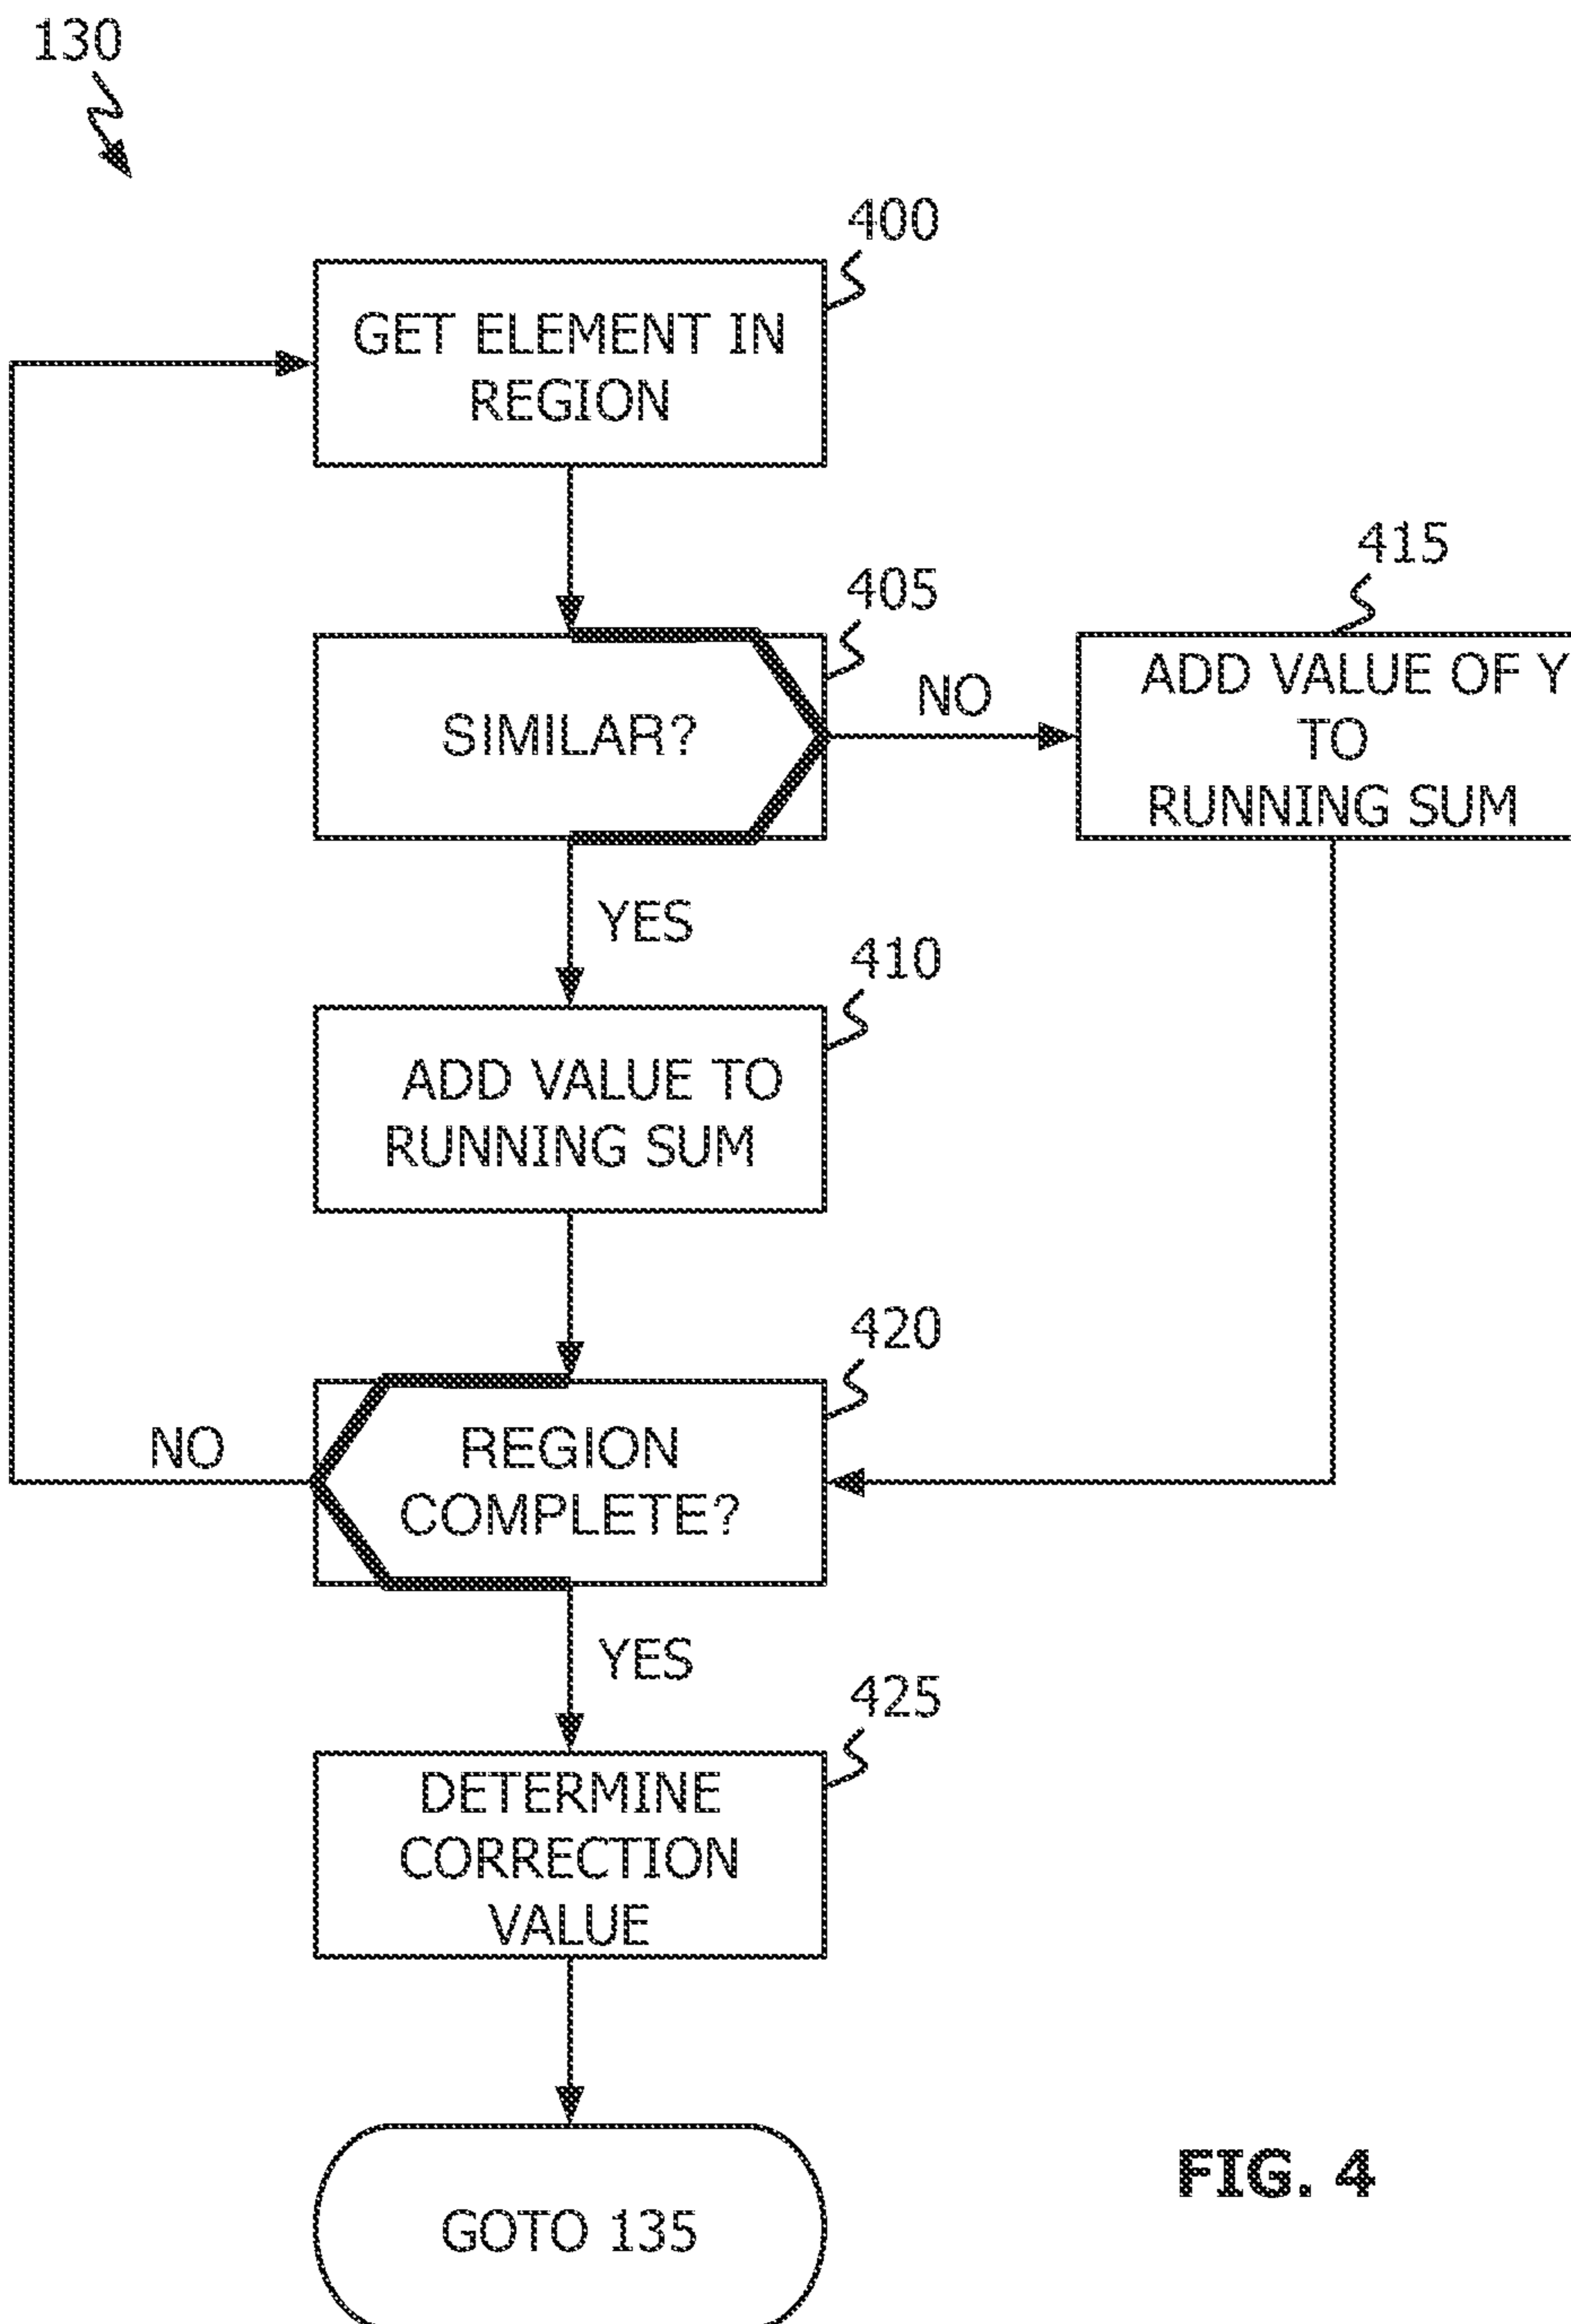 130
400
GET ELEMENT IN
REGION
405
SIMILAR?
NO
415
ADD VALUE OF Y
TO
RUNNING SUM
YES
410
ADD VALUE TO
RUNNING SUM
420
REGION
COMPLETE?
NO
YES
425
DETERMINE
CORRECTION
VALUE
GOTO 135
FIG. 4